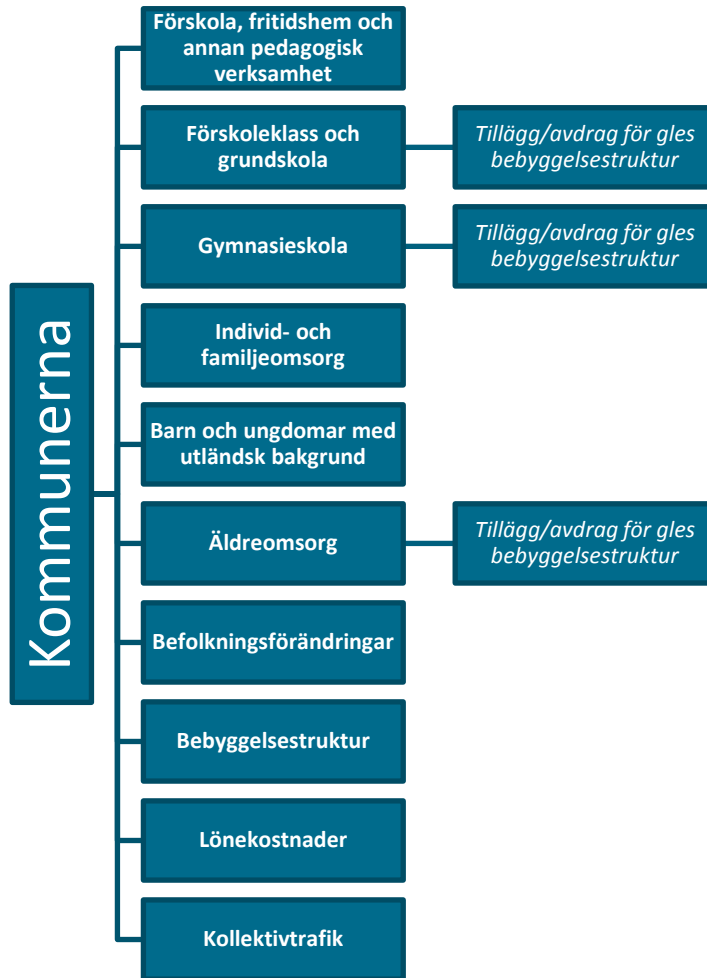 Kommunerna
Förskola, fritidshem och
annan pedagogisk
verksamhet
Förskoleklass och
grundskola
Tillägg/avdrag för gles
bebyggelsestruktur
Gymnasieskola
Tillägg/avdrag för gles
bebyggelsestruktur
Individ- och
familjeomsorg
Barn och ungdomar med
utländsk bakgrund
Äldreomsorg
Tillägg/avdrag för gles
bebyggelsestruktur
Befolkningsförändringar
Bebyggelsestruktur
Lönekostnader
Kollektivtrafik